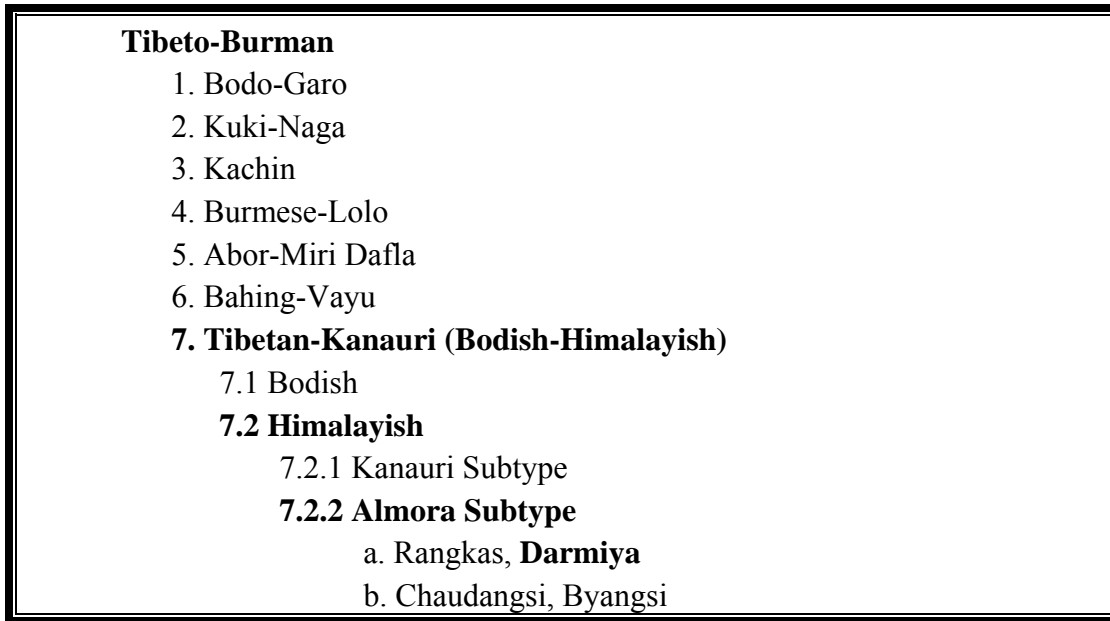 Tibeto-Burman
1. Bodo-Garo
2. Kuki-Naga
3. Kachin
4. Burmese-Lolo
5. Abor-Miri Dafla
6. Bahing-Vayu
7. Tibetan-Kanauri (Bodish-Himalayish)
7.1 Bodish
7.2 Himalayish
7.2.1 Kanauri Subtype
7.2.2 Almora Subtype
a. Rangkas, Darmiya
b. Chaudangsi, Byangsi